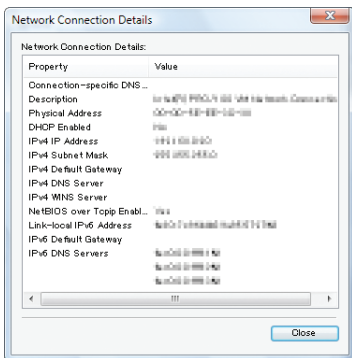 Network Connection Details
Network Connection Details:
Property Value
Connection-specific DNS...
Description
Physical Address
DHCP Enabled
IPv4 IP Address
IPv4 Subnet Mask
IPv4 Default Gateway
IPv4 DNS Server
IPv4 WINS Server
NetBIOS over Tcpip Enabl... Yes
Link-local IPv6 Address
IPv6 Default Gateway
IPv6 DNS Servers
Close